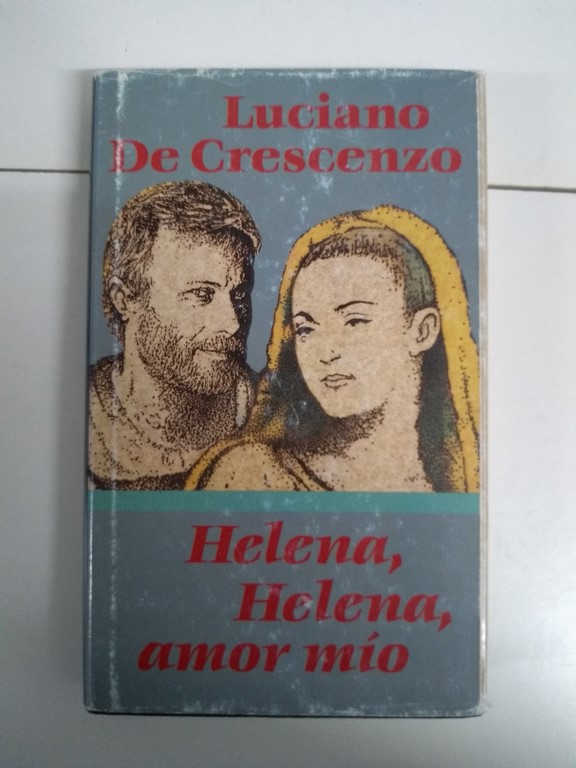 Luciano
De Crescenzo
Helena,
Helena,
amor mío